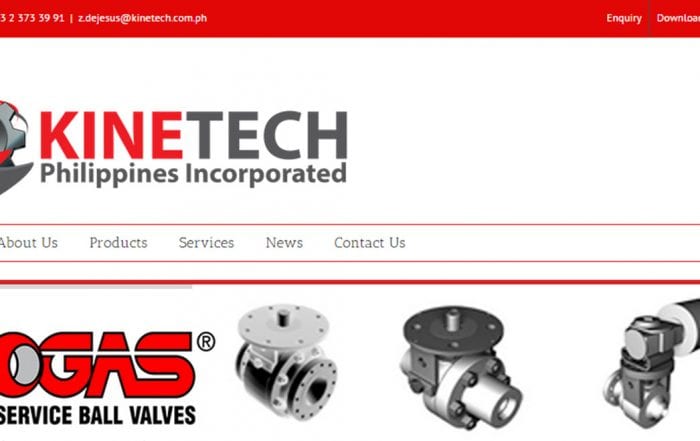 3 2 373 39 91 | z.dejesus@kinetech.com.ph Enquiry Download
KINETECH
Philippines Incorporated
About Us Products Services News Contact Us
OGAS®
SERVICE BALL VALVES